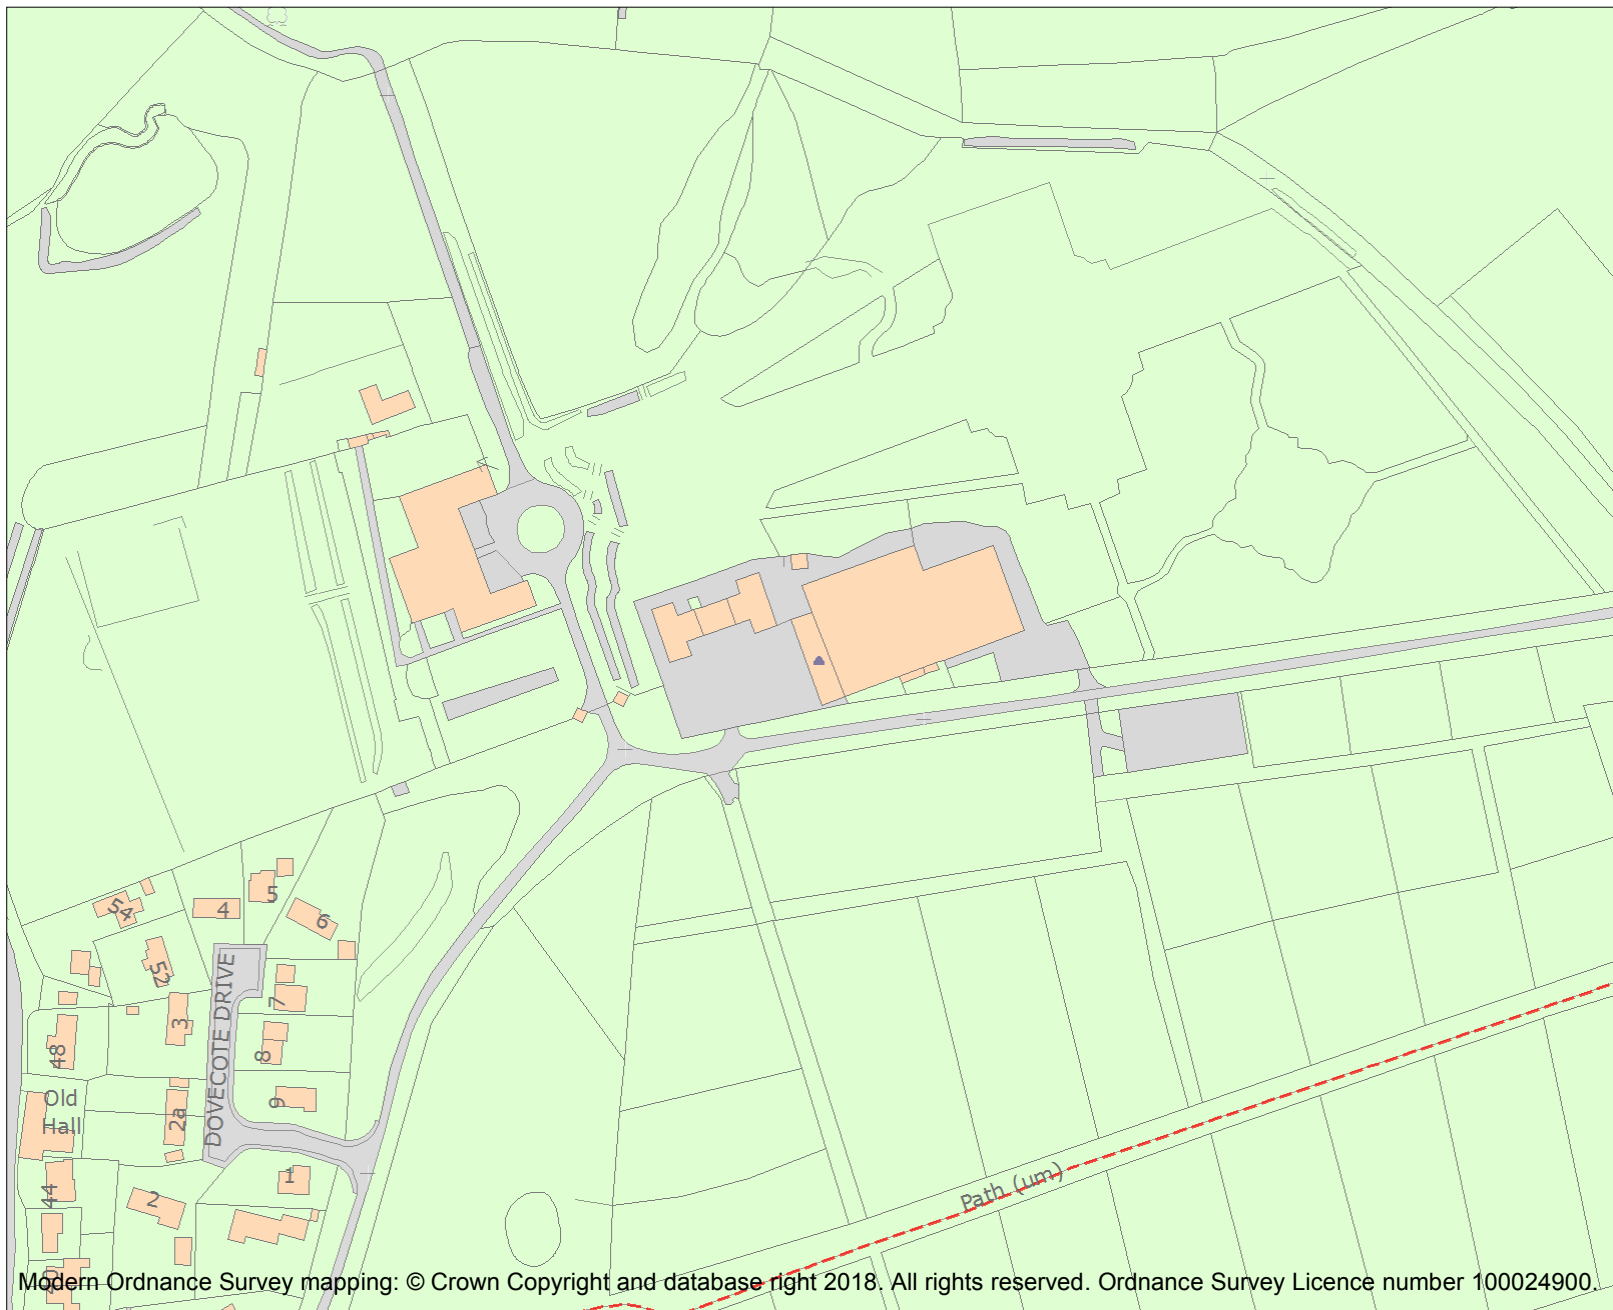 54
4
5
6
52
DOVECOTE DRIVE
7
3
48
8
Old
Hall
2a
9
Path (um)
1
44
2
40
Modern Ordnance Survey mapping: © Crown Copyright and database right 2018. All rights reserved. Ordnance Survey Licence number 100024900.